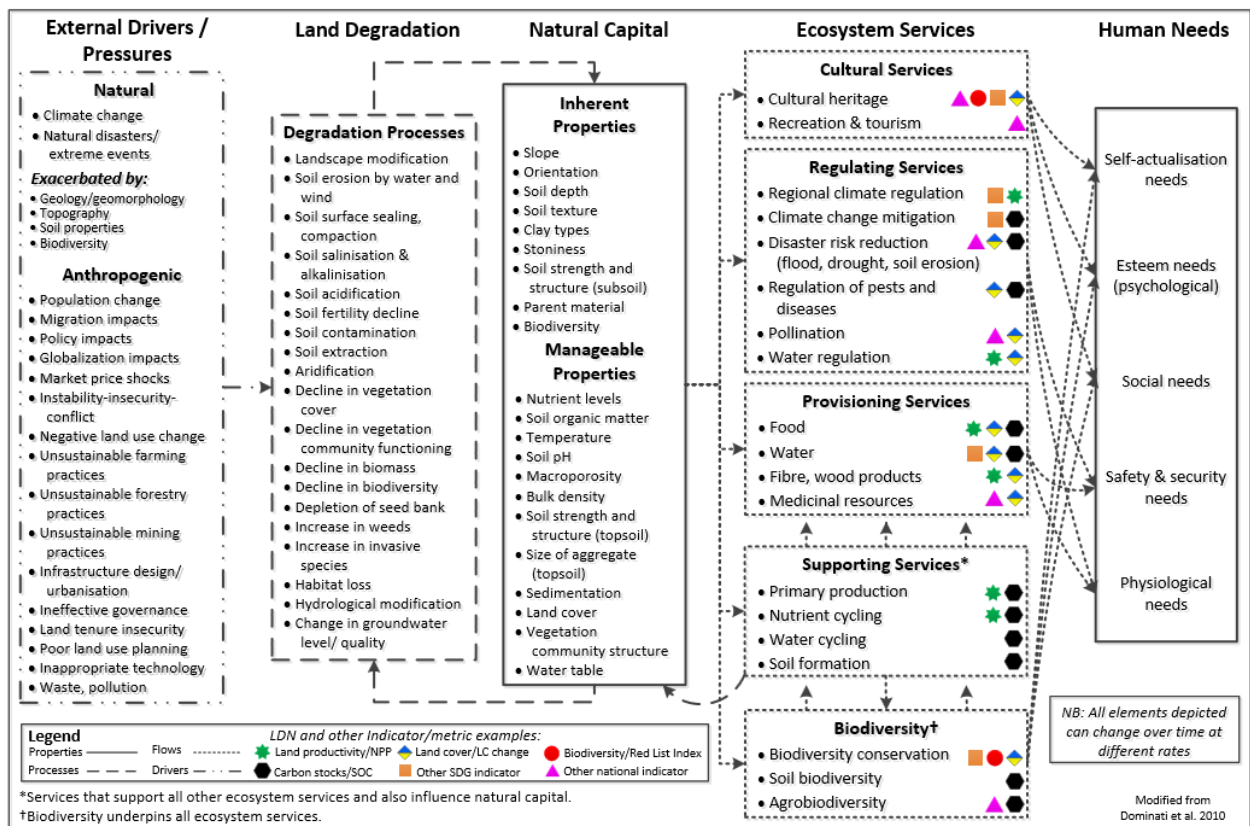 External Drivers /
Pressures
Natural
• Climate change
• Natural disasters/
extreme events
Exacerbated by:
• Geology/geomorphology
• Topography
• Soil properties
• Biodiversity
Anthropogenic
• Population change
• Migration impacts
• Policy impacts
• Globalization impacts
• Market price shocks
• Instability-insecurity-
conflict
• Negative land use change
• Unsustainable farming
practices
• Unsustainable forestry
practices
• Unsustainable mining
practices
• Infrastructure design/
urbanisation
• Ineffective governance
• Land tenure insecurity
• Poor land use planning
• Inappropriate technology
• Waste, pollution
Land Degradation
Degradation Processes
• Landscape modification
• Soil erosion by water and
wind
• Soil surface sealing,
compaction
• Soil salinisation &
alkalinisation
• Soil acidification
• Soil fertility decline
• Soil contamination
• Soil extraction
• Aridification
• Decline in vegetation
cover
• Decline in vegetation
community functioning
• Decline in biomass
• Decline in biodiversity
• Depletion of seed bank
• Increase in weeds
• Increase in invasive
species
• Habitat loss
• Hydrological modification
• Change in groundwater
level/ quality
Natural Capital
Inherent
Properties
• Slope
• Orientation
• Soil depth
• Soil texture
• Clay types
• Stoniness
• Soil strength and
structure (subsoil)
• Parent material
• Biodiversity
Manageable
Properties
• Nutrient levels
• Soil organic matter
• Temperature
• Soil pH
• Macroporosity
• Bulk density
• Soil strength and
structure (topsoil)
• Size of aggregate
(topsoil)
• Sedimentation
• Land cover
• Vegetation
community structure
• Water table
Ecosystem Services
Cultural Services
• Cultural heritage
• Recreation & tourism
Regulating Services
• Regional climate regulation
• Climate change mitigation
• Disaster risk reduction
(flood, drought, soil erosion)
• Regulation of pests and
diseases
• Pollination
• Water regulation
Provisioning Services
• Food
• Water
• Fibre, wood products
• Medicinal resources
Supporting Services*
• Primary production
• Nutrient cycling
• Water cycling
• Soil formation
Biodiversity†
• Biodiversity conservation
• Soil biodiversity
• Agrobiodiversity
Human Needs
Self-actualisation
needs
Esteem needs
(psychological)
Social needs
Safety & security
needs
Physiological
needs
NB: All elements depicted
can change over time at
different rates
Modified from
Dominati et al. 2010
Legend
LDN and other Indicator/metric examples:
Properties Flows Land productivity/NPP Land cover/LC change Biodiversity/Red List Index
Processes Drivers Carbon stocks/SOC Other SDG indicator Other national indicator
*Services that support all other ecosystem services and also influence natural capital.
†Biodiversity underpins all ecosystem services.